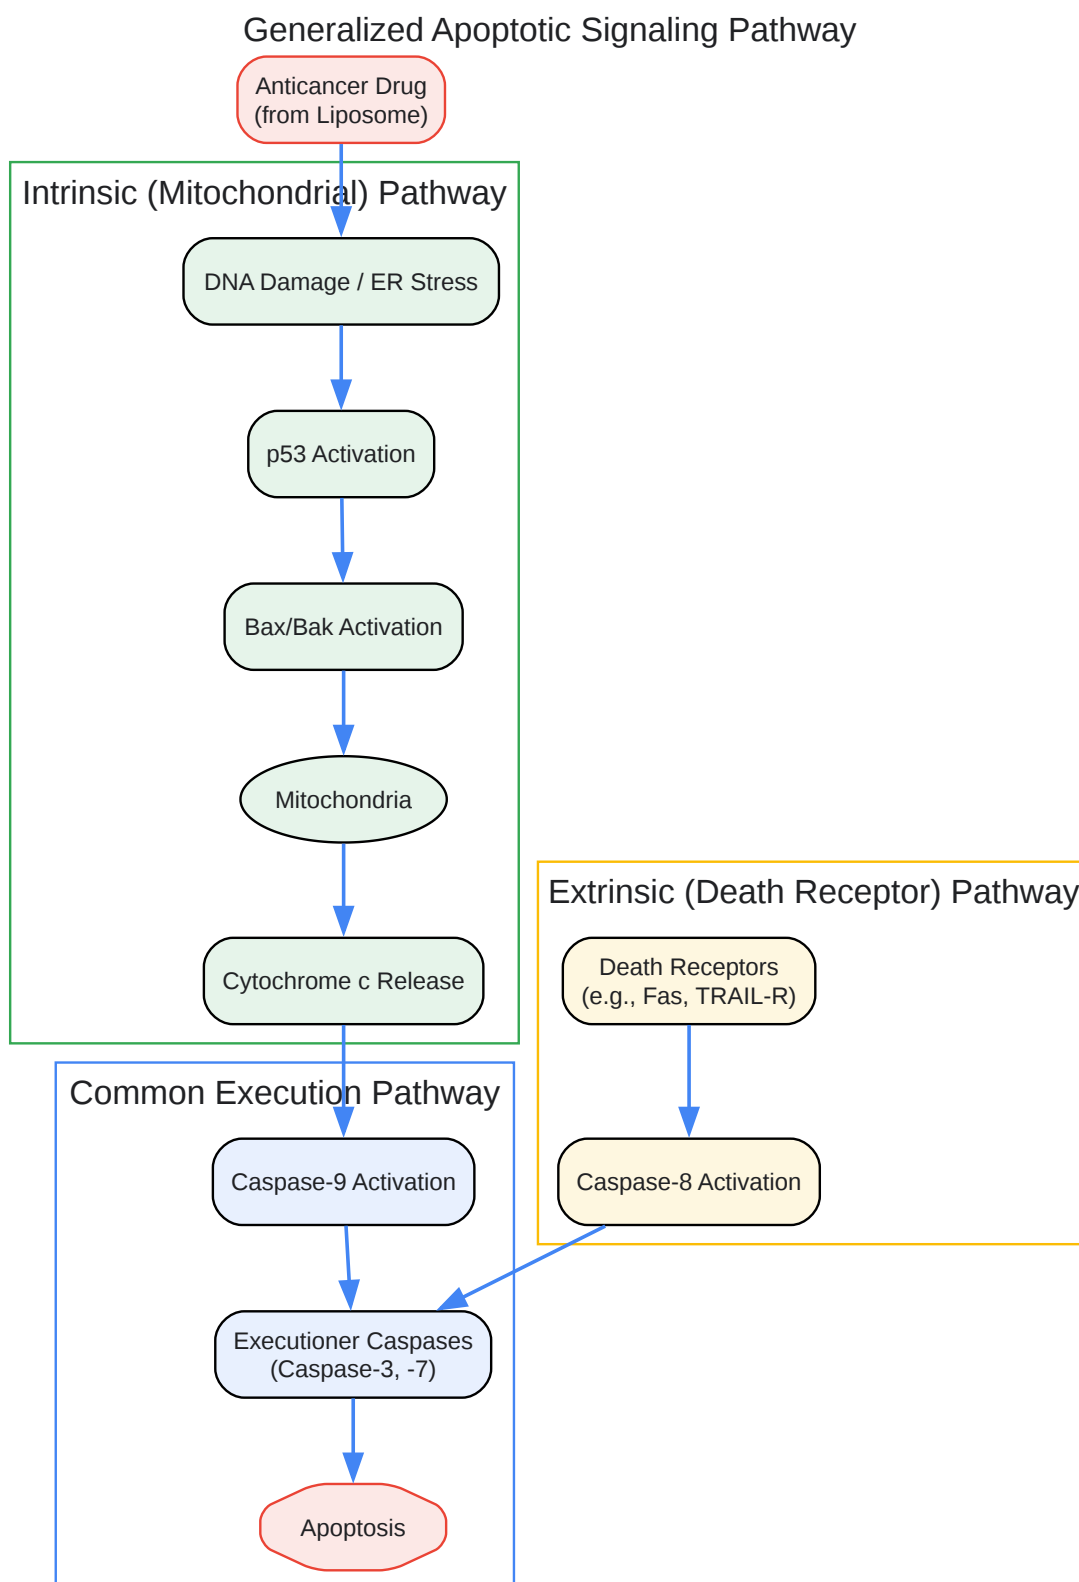 Generalized Apoptotic Signaling Pathway
Anticancer Drug
(from Liposome)
Intrinsic (Mitochondrial) Pathway
DNA Damage / ER Stress
p53 Activation
Bax/Bak Activation
Mitochondria
Cytochrome c Release
Extrinsic (Death Receptor) Pathway
Death Receptors
(e.g., Fas, TRAIL-R)
Caspase-8 Activation
Common Execution Pathway
Caspase-9 Activation
Executioner Caspases
(Caspase-3, -7)
Apoptosis